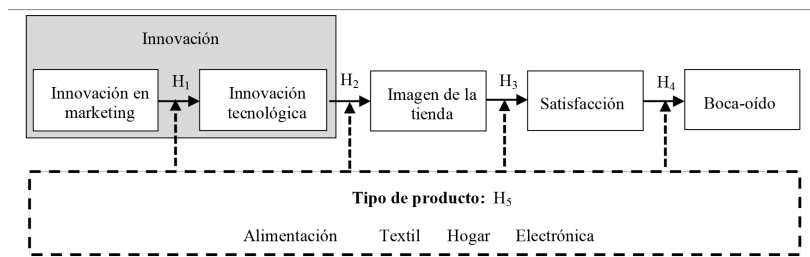 Innovación
Innovación en
marketing
H1
Innovación
tecnológica
H2
Imagen de la
tienda
H3
Satisfacción
H4
Boca-oído
Tipo de producto: H5
Alimentación Textil Hogar Electrónica